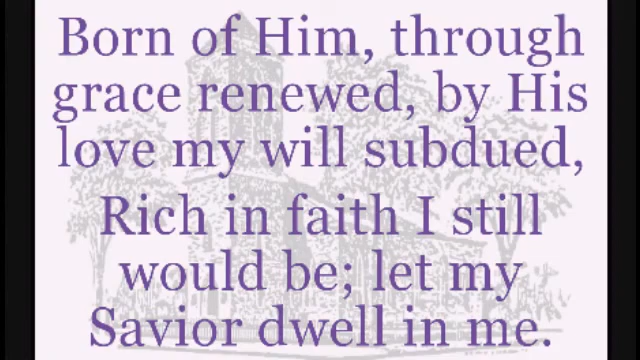 Born of Him, through
grace renewed, by His
love my will subdued,
Rich in faith I still
would be; let my
Savior dwell in me.